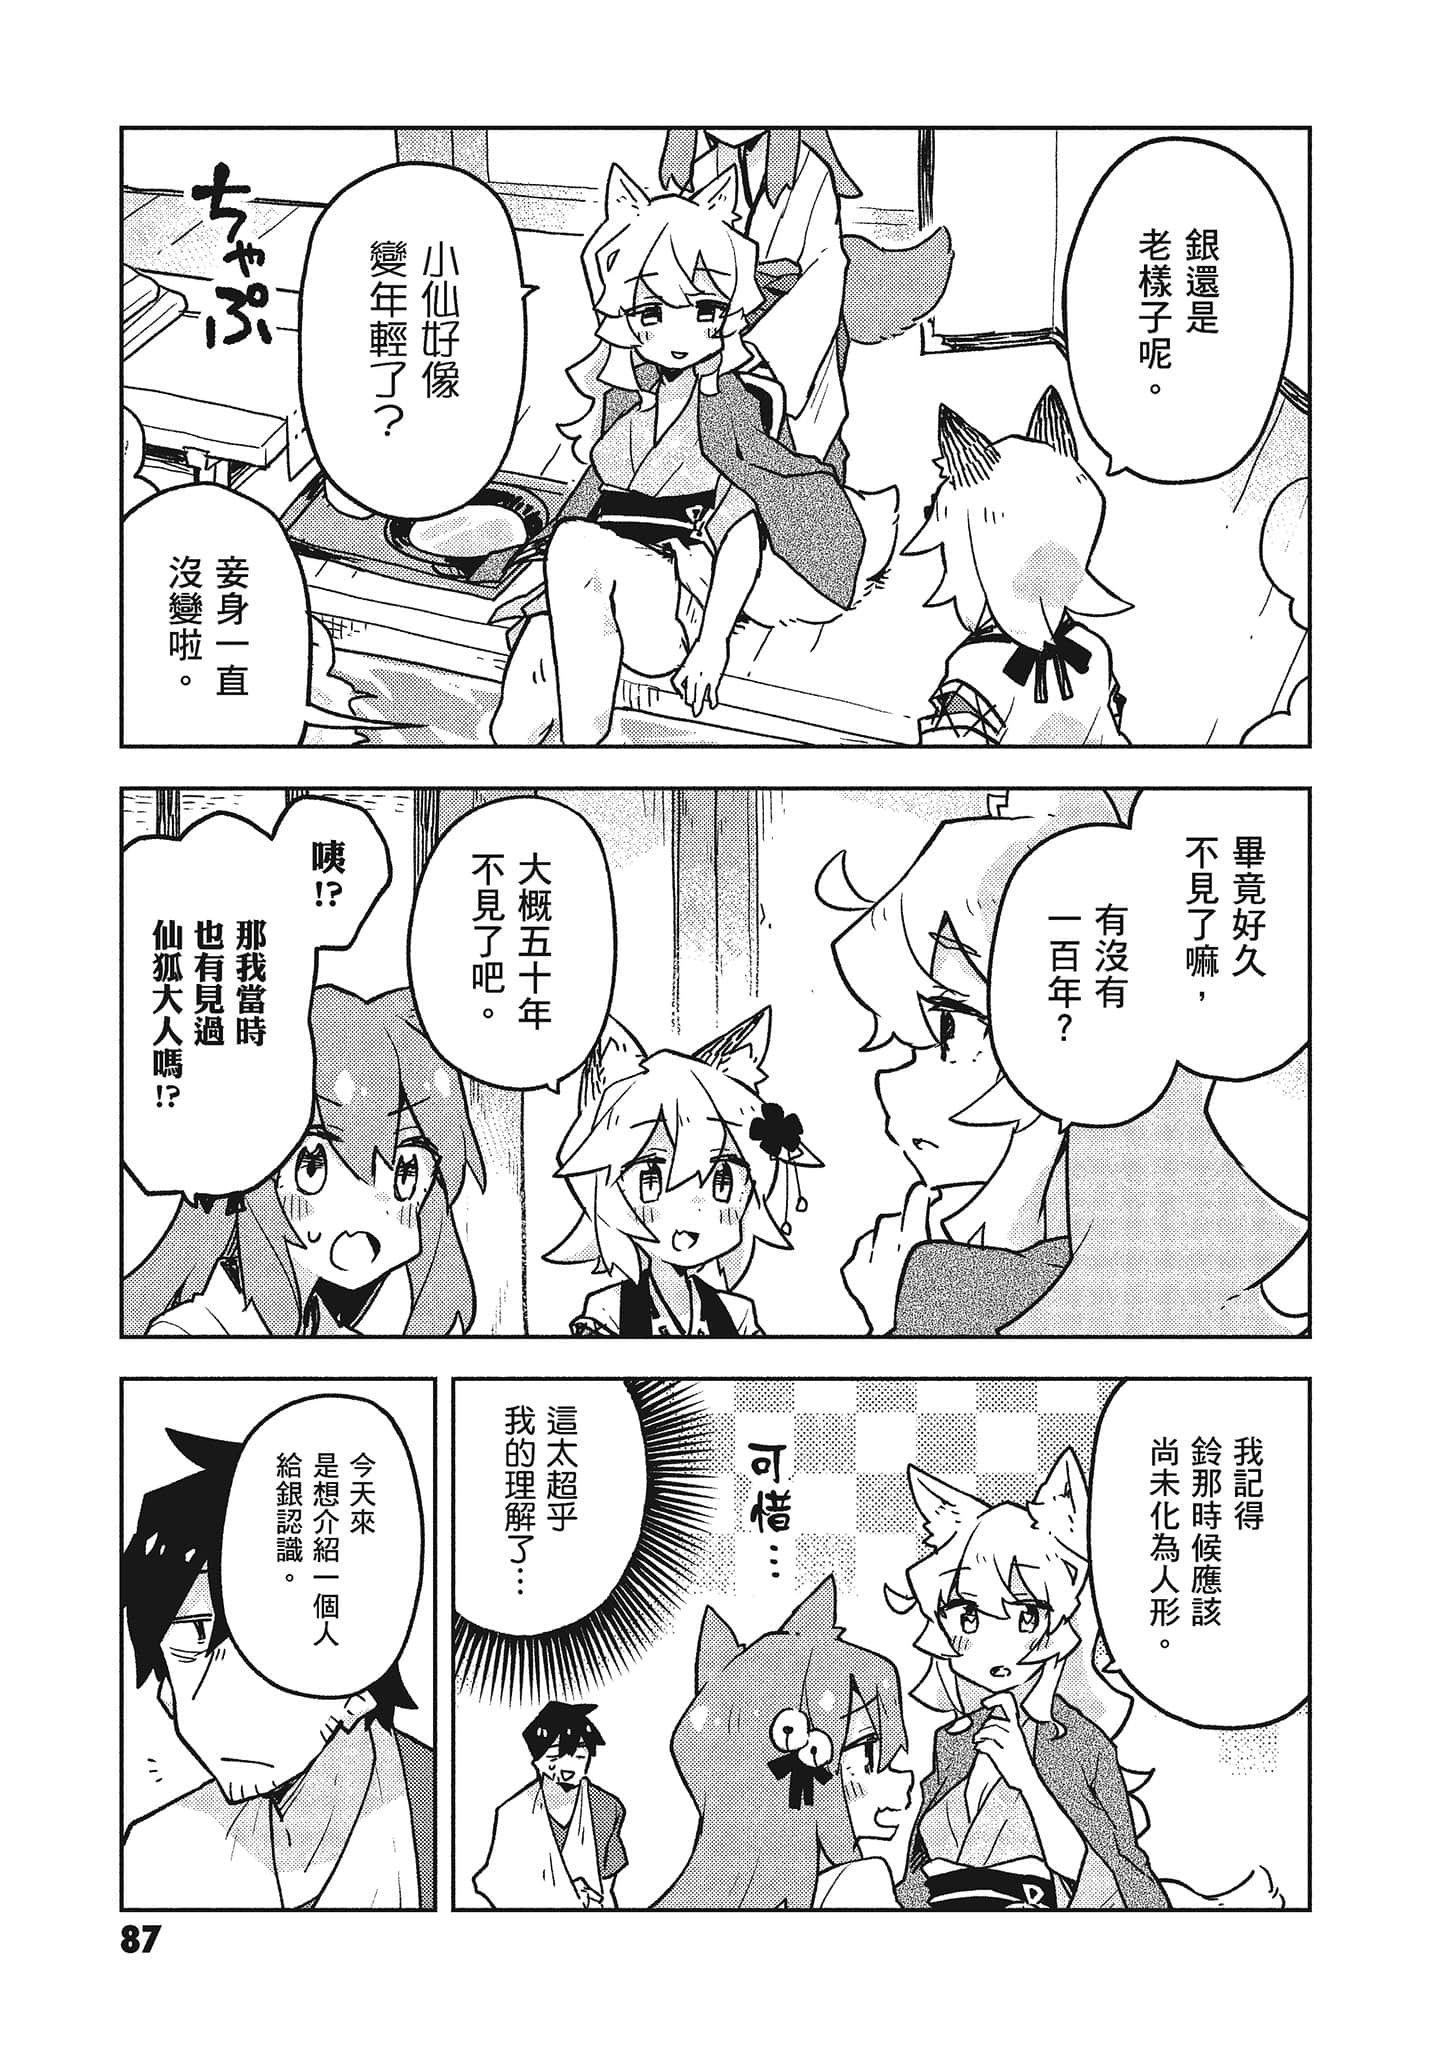 銀還是
老樣子呢。
小仙好像
變年輕了？
ちゃぷ
妾身一直
沒變啦。
畢竟好久
不見了嘛，
有沒有
一百年？
大概五十年
不見了吧。
咦!?
那我當時
也有見過
仙狐大人嗎!?
我記得
鈴那時候應該
尚未化為人形。
可惜…
這太超乎
我的理解了…
今天來
是想介紹一個人
給銀認識。
87